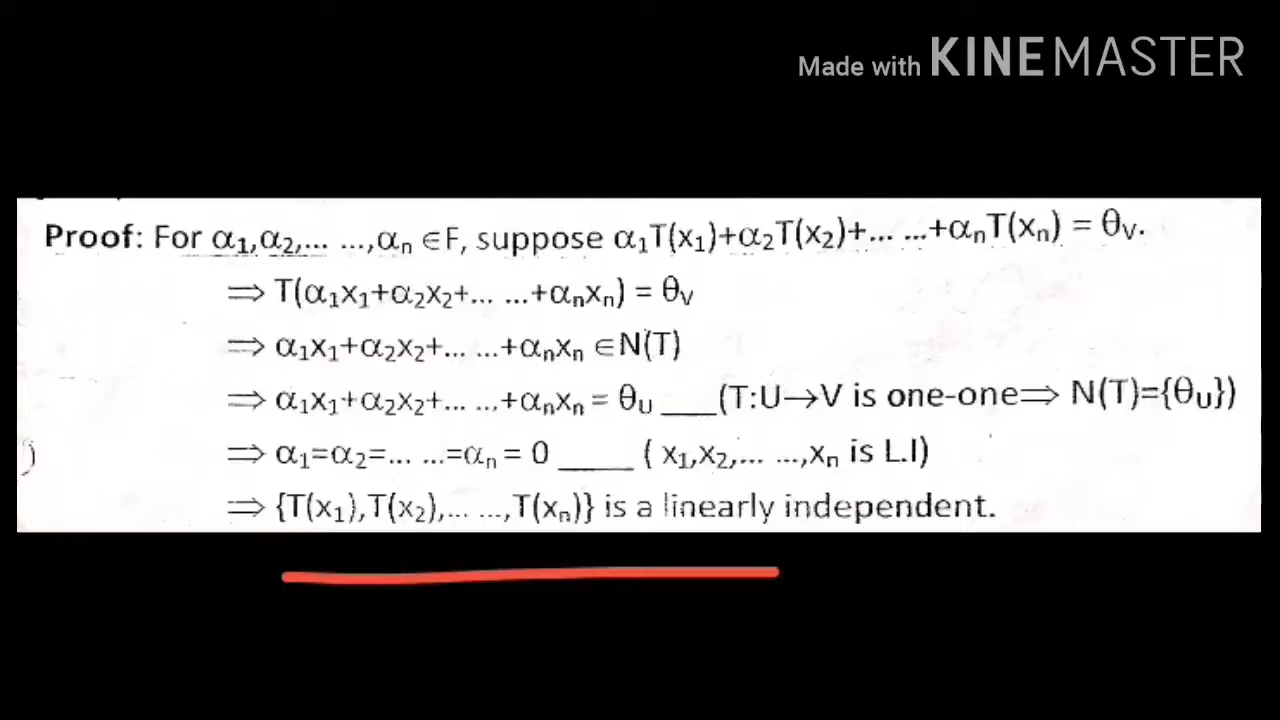 Made with KINEMASTER
Proof: For α₁,α₂,... ...,αₙ ∈F, suppose α₁T(x₁)+α₂T(x₂)+... ...+αₙT(xₙ) = θᵥ.
⟹ T(α₁x₁+α₂x₂+... ...+αₙxₙ) = θᵥ
⟹ α₁x₁+α₂x₂+... ...+αₙxₙ ∈N(T)
⟹ α₁x₁+α₂x₂+... ...+αₙxₙ = θᵤ ___(T:U→V is one-one⟹ N(T)={θᵤ})
) ⟹ α₁=α₂=... ...=αₙ = 0 ____ ( x₁,x₂,... ...,xₙ is L.I)
⟹ {T(x₁),T(x₂),... ...,T(xₙ)} is a linearly independent.